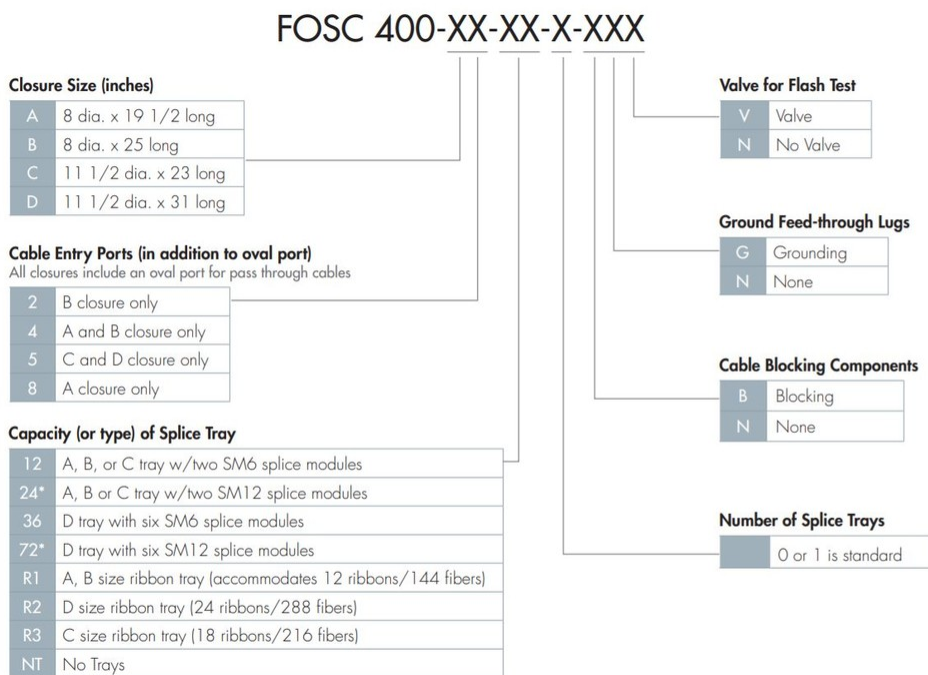 FOSC 400-XX-XX-X-XXX
Closure Size (inches)
A 8 dia. x 19 1/2 long
B 8 dia. x 25 long
C 11 1/2 dia. x 23 long
D 11 1/2 dia. x 31 long
Cable Entry Ports (in addition to oval port)
All closures include an oval port for pass through cables
2 B closure only
4 A and B closure only
5 C and D closure only
8 A closure only
Capacity (or type) of Splice Tray
12 A, B, or C tray w/two SM6 splice modules
24* A, B or C tray w/two SM12 splice modules
36 D tray with six SM6 splice modules
72* D tray with six SM12 splice modules
R1 A, B size ribbon tray (accommodates 12 ribbons/144 fibers)
R2 D size ribbon tray (24 ribbons/288 fibers)
R3 C size ribbon tray (18 ribbons/216 fibers)
NT No Trays
Valve for Flash Test
V Valve
N No Valve
Ground Feed-through Lugs
G Grounding
N None
Cable Blocking Components
B Blocking
N None
Number of Splice Trays
0 or 1 is standard